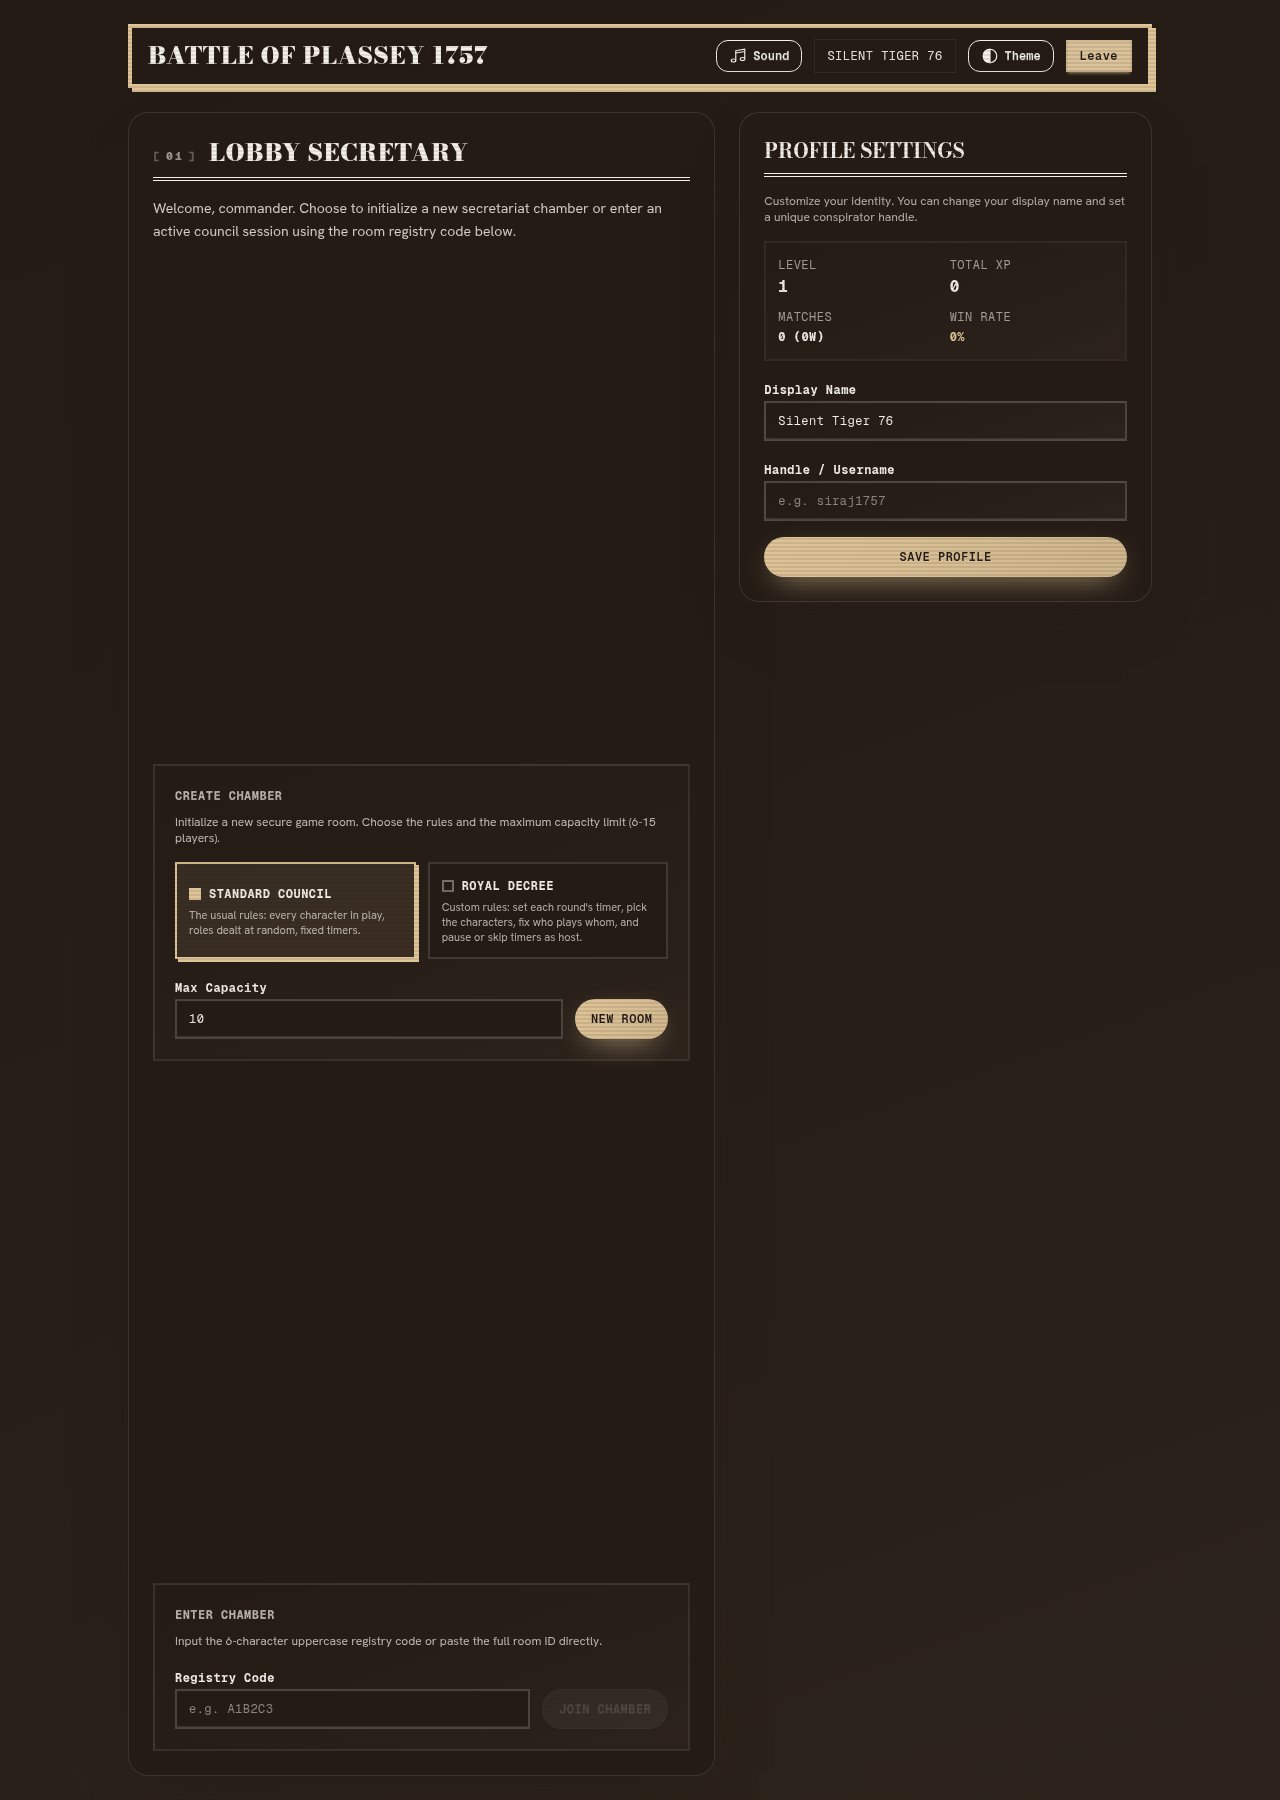 BATTLE OF PLASSEY 1757
Sound
SILENT TIGER 76
Theme
Leave
[ 01 ] LOBBY SECRETARY
Welcome, commander. Choose to initialize a new secretariat chamber or enter an
active council session using the room registry code below.
CREATE CHAMBER
Initialize a new secure game room. Choose the rules and the maximum capacity limit (6-15
players).
STANDARD COUNCIL
The usual rules: every character in play,
roles dealt at random, fixed timers.
ROYAL DECREE
Custom rules: set each round's timer, pick
the characters, fix who plays whom, and
pause or skip timers as host.
Max Capacity
10
NEW ROOM
ENTER CHAMBER
Input the 6-character uppercase registry code or paste the full room ID directly.
Registry Code
e.g. A1B2C3
JOIN CHAMBER
PROFILE SETTINGS
Customize your identity. You can change your display name and set
a unique conspirator handle.
LEVEL
1
TOTAL XP
0
MATCHES
0 (0W)
WIN RATE
0%
Display Name
Silent Tiger 76
Handle / Username
e.g. siraj1757
SAVE PROFILE